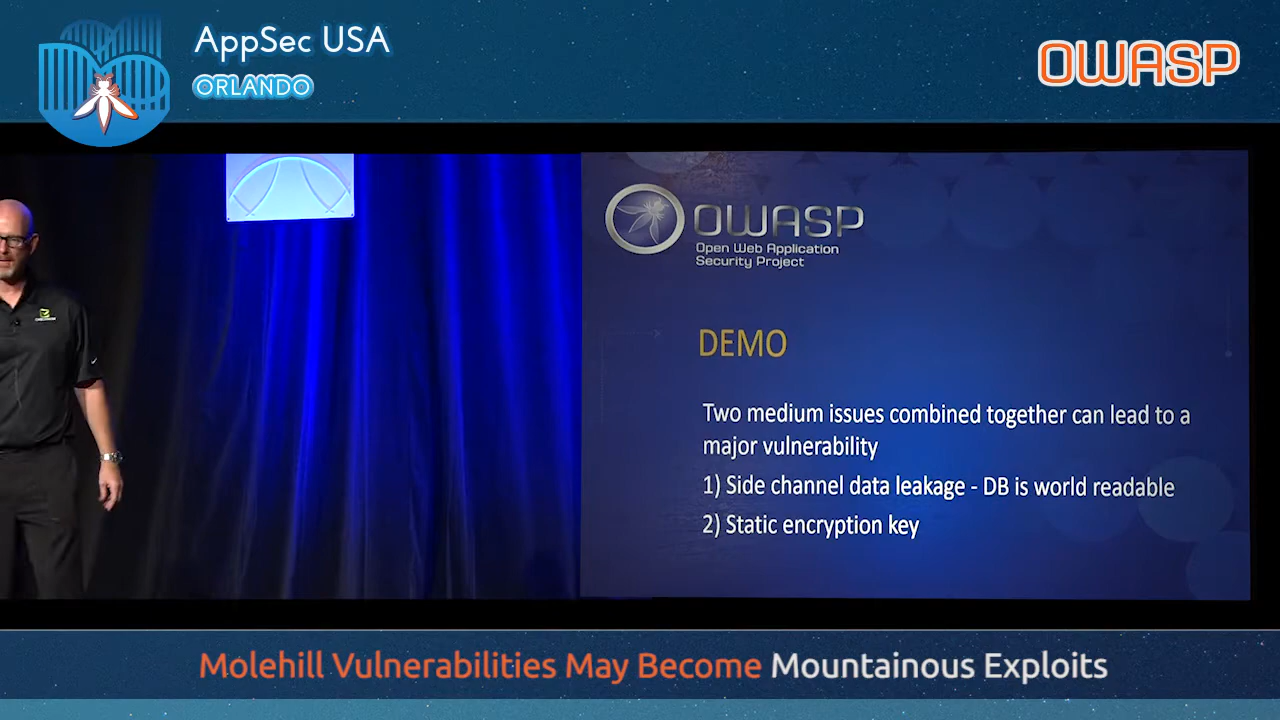 AppSec USA
ORLANDO
OWASP
OWASP
Open Web Application
Security Project
DEMO
Two medium issues combined together can lead to a
major vulnerability
1) Side channel data leakage - DB is world readable
2) Static encryption key
Molehill Vulnerabilities May Become Mountainous Exploits